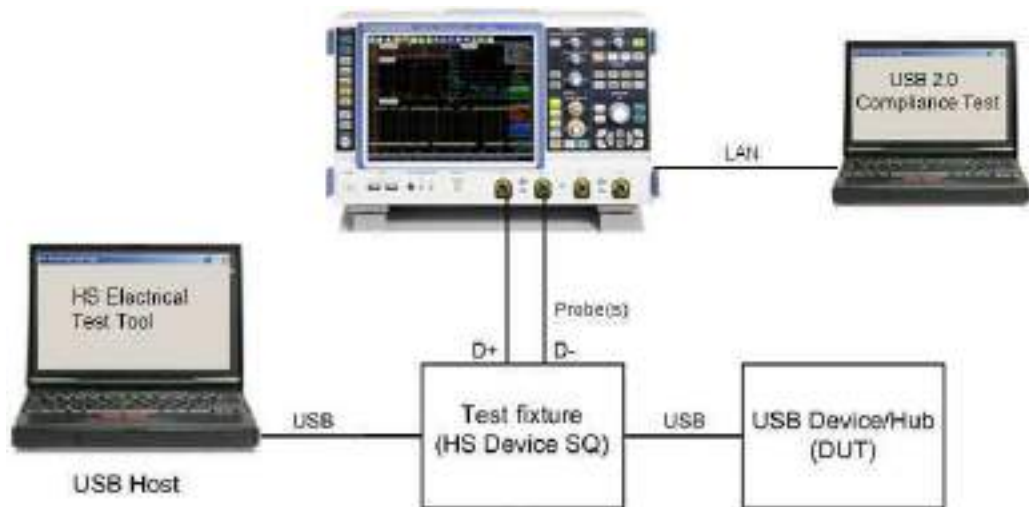 USB 2.0
Compliance Test
LAN
HS Electrical
Test Tool
Probe(s)
D+
D-
USB
Test fixture
(HS Device SQ)
USB
USB Device/Hub
(DUT)
USB Host